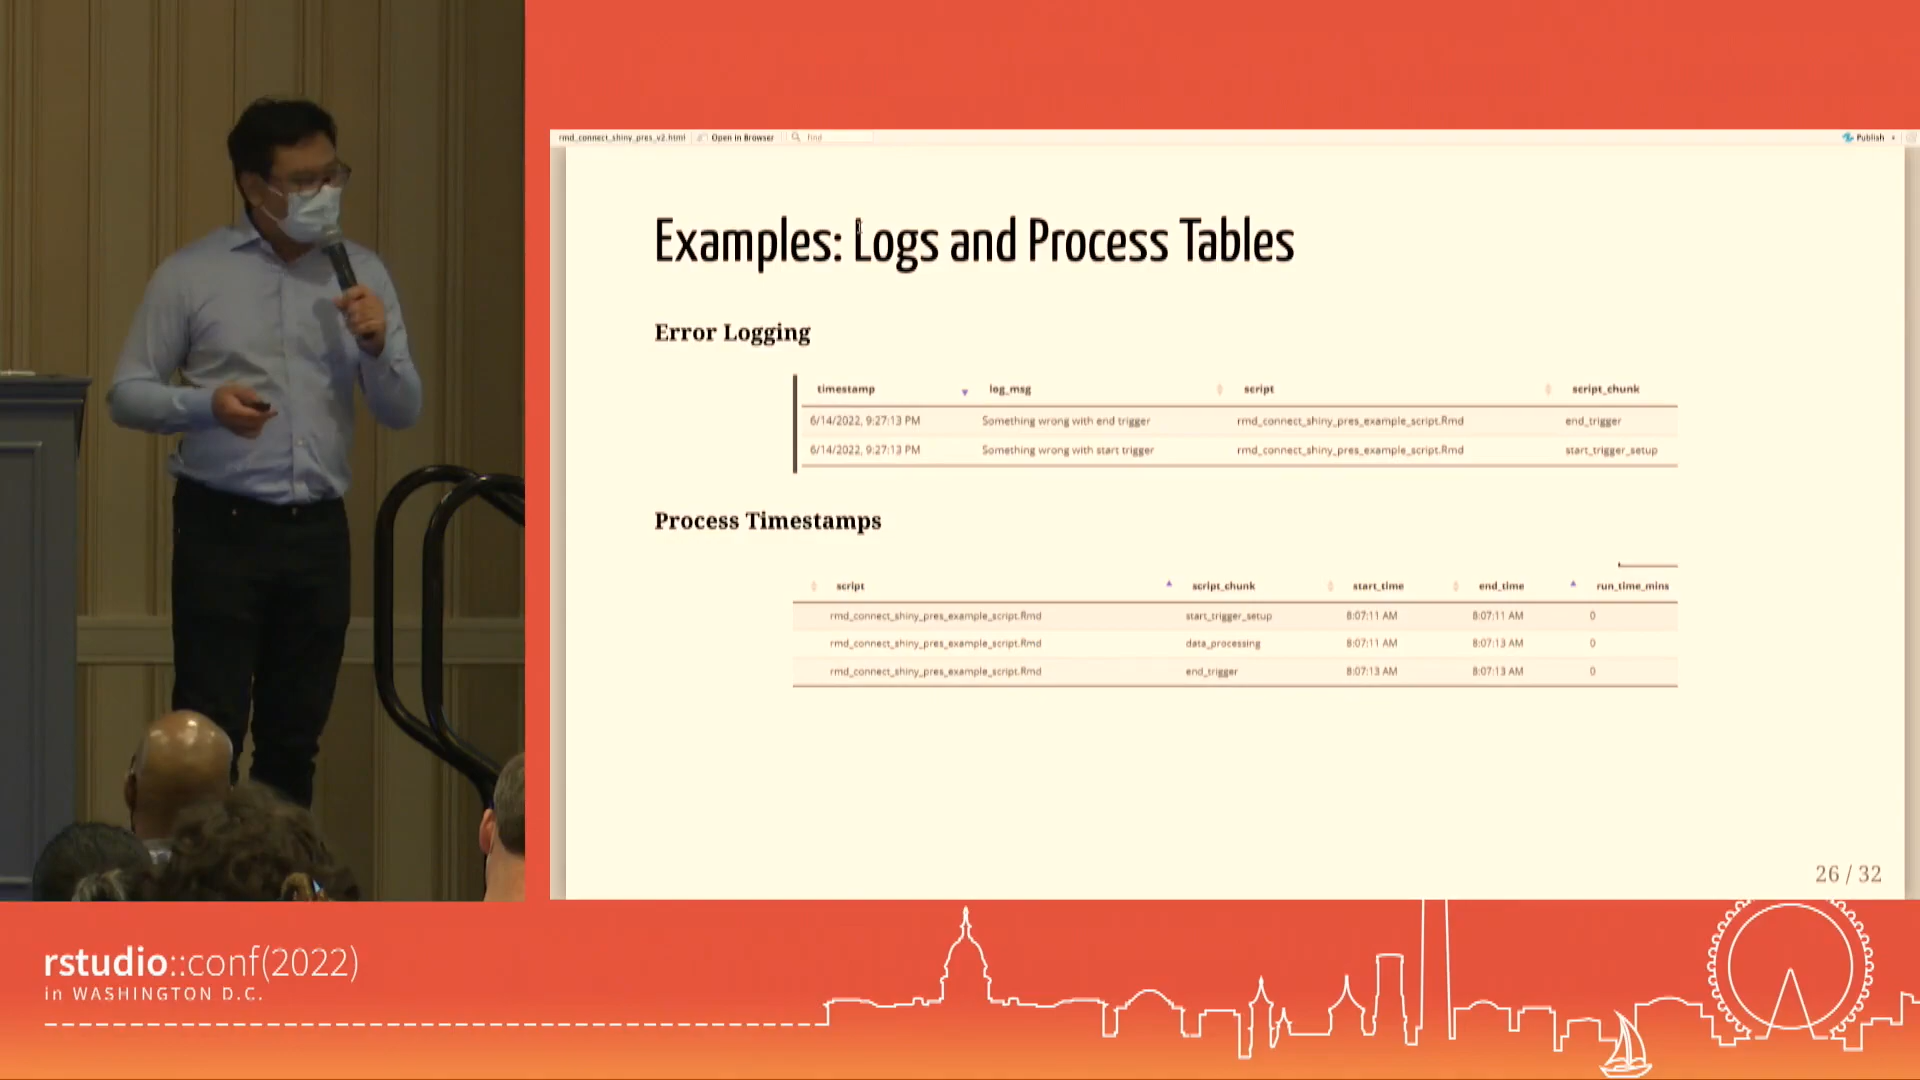 rmd_connect_shiny_pres_v2.html Open in Browser find Publish
Examples: Logs and Process Tables
Error Logging
timestamp log_msg script script_chunk
6/14/2022, 9:27:13 PM Something wrong with end trigger rmd_connect_shiny_pres_example_script.Rmd end_trigger
6/14/2022, 9:27:13 PM Something wrong with start trigger rmd_connect_shiny_pres_example_script.Rmd start_trigger_setup
Process Timestamps
script script_chunk start_time end_time run_time_mins
rmd_connect_shiny_pres_example_script.Rmd start_trigger_setup 8:07:11 AM 8:07:11 AM 0
rmd_connect_shiny_pres_example_script.Rmd data_processing 8:07:11 AM 8:07:13 AM 0
rmd_connect_shiny_pres_example_script.Rmd end_trigger 8:07:13 AM 8:07:13 AM 0
26 / 32
rstudio::conf(2022)
in WASHINGTON D.C.